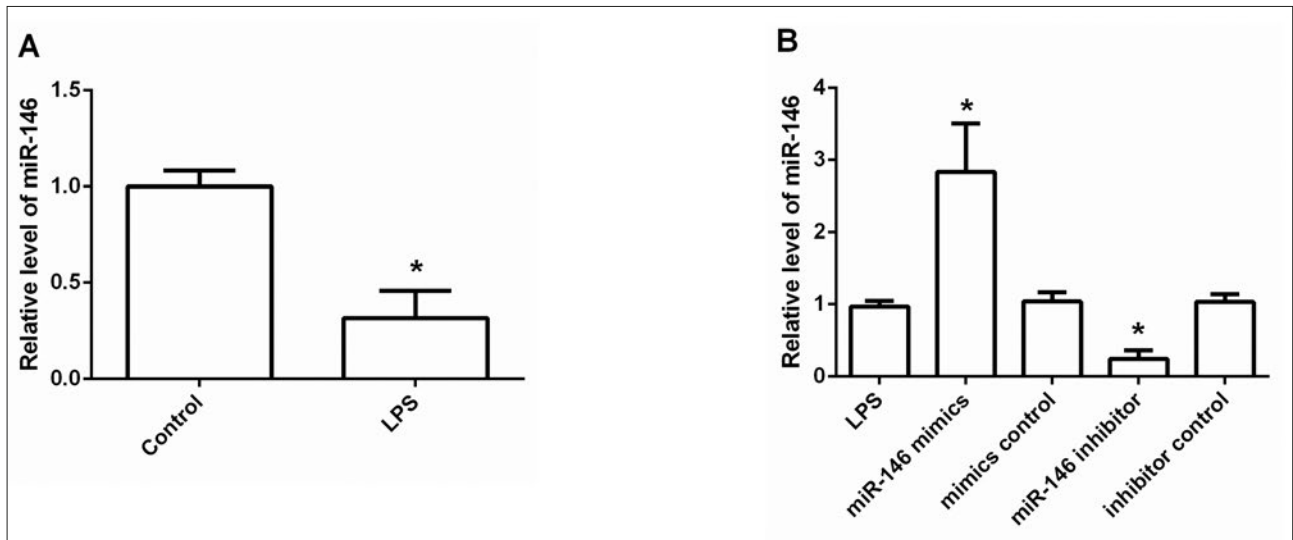 A
Relative level of miR-146
1.5
1.0
0.5
0.0
*
Control
LPS
B
Relative level of miR-146
4
3
2
1
0
*
*
LPS
miR-146 mimics
mimics control
miR-146 inhibitor
inhibitor control